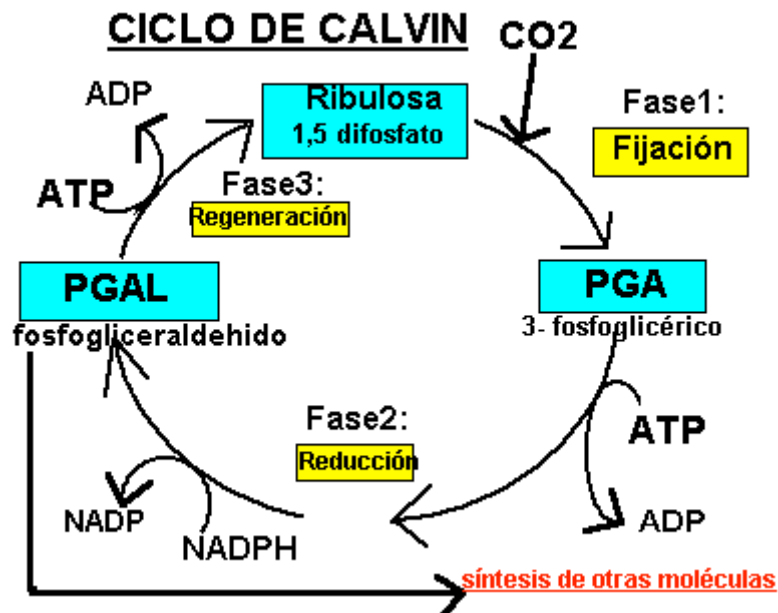 CICLO DE CALVIN
CO2
ADP
Ribulosa
1,5 difosfato
Fase1:
Fijación
ATP
Fase3:
Regeneración
PGAL
fosfogliceraldehido
PGA
3- fosfoglicérico
Fase2:
Reducción
ATP
NADP
NADPH
ADP
síntesis de otras moléculas